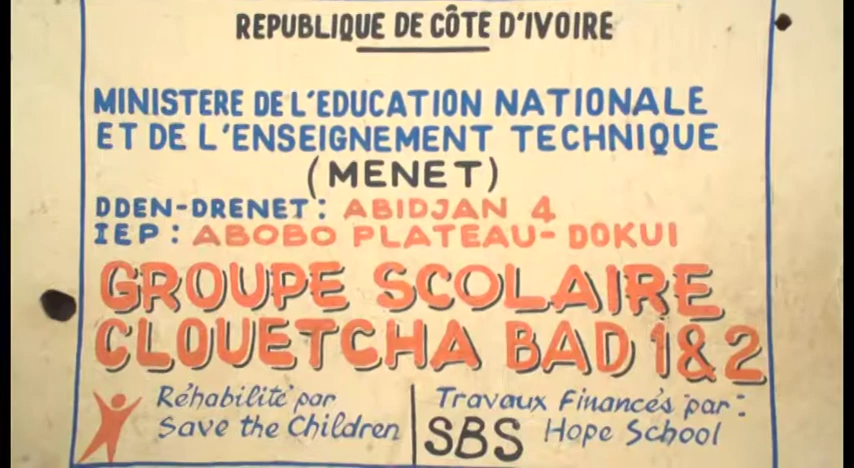 REPUBLIQUE DE CÔTE D'IVOIRE
MINISTERE DE L'EDUCATION NATIONALE
ET DE L'ENSEIGNEMENT TECHNIQUE
(MENET)
DDEN-DRENET: ABIDJAN 4
IEP: ABOBO PLATEAU-DOKUI
GROUPE SCOLAIRE
CLOUETCHA BAD 1&2
Réhabilité par
Save the Children
Travaux Financés par:
SBS Hope School